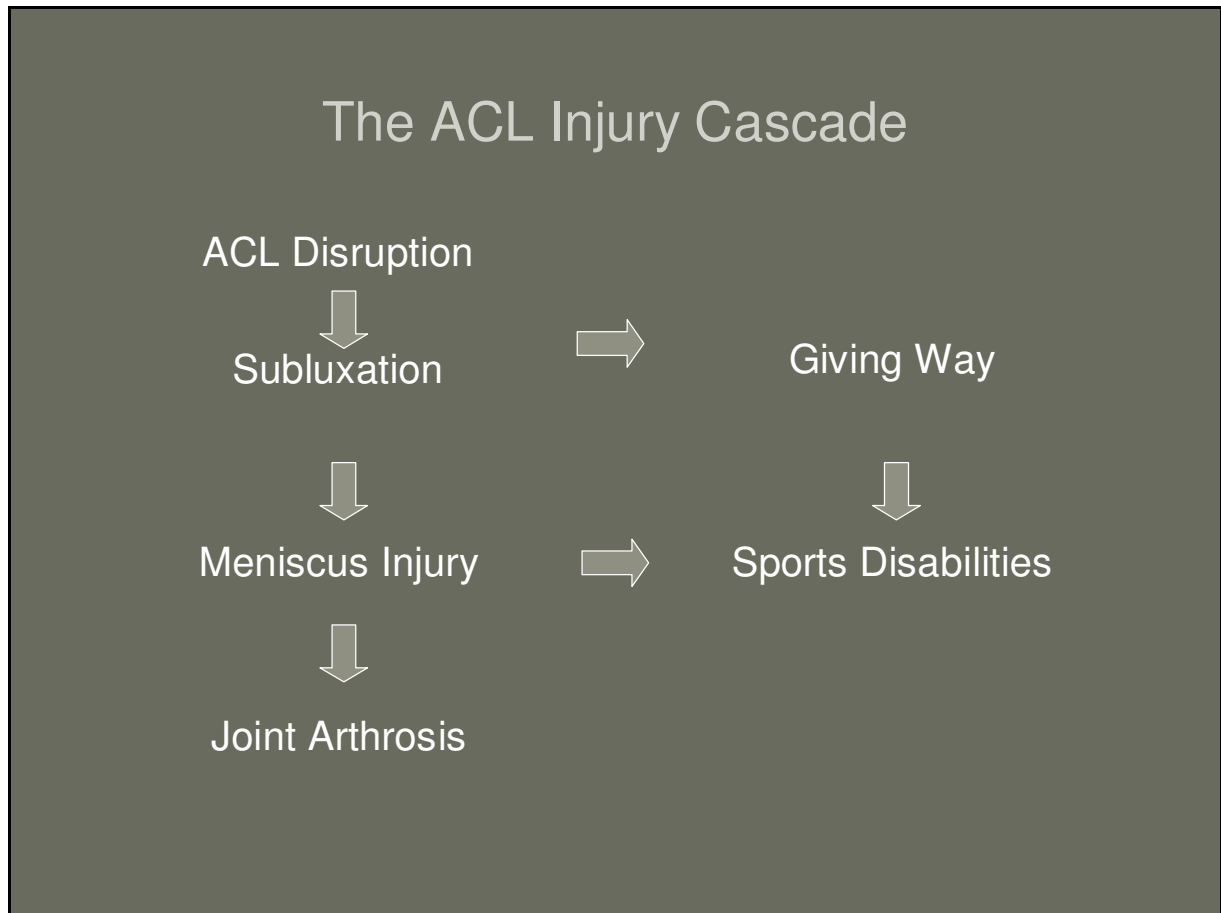 The ACL Injury Cascade
ACL Disruption
Subluxation
Giving Way
Meniscus Injury
Sports Disabilities
Joint Arthrosis